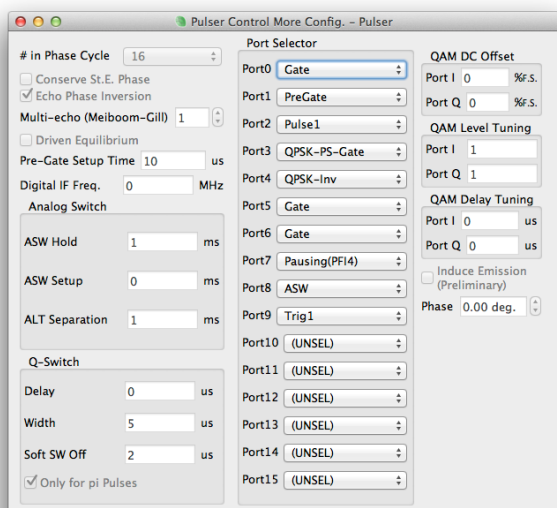 Pulser Control More Config. - Pulser
# in Phase Cycle 16
Conserve St.E. Phase
Echo Phase Inversion
Multi-echo (Meiboom-Gill) 1
Driven Equilibrium
Pre-Gate Setup Time 10 us
Digital IF Freq. 0 MHz
Analog Switch
ASW Hold 1 ms
ASW Setup 0 ms
ALT Separation 1 ms
Q-Switch
Delay 0 us
Width 5 us
Soft SW Off 2 us
Only for pi Pulses
Port Selector
Port0 Gate
Port1 PreGate
Port2 Pulse1
Port3 QPSK-PS-Gate
Port4 QPSK-Inv
Port5 Gate
Port6 Gate
Port7 Pausing(PFI4)
Port8 ASW
Port9 Trig1
Port10 (UNSEL)
Port11 (UNSEL)
Port12 (UNSEL)
Port13 (UNSEL)
Port14 (UNSEL)
Port15 (UNSEL)
QAM DC Offset
Port I 0 %F.S.
Port Q 0 %F.S.
QAM Level Tuning
Port I 1
Port Q 1
QAM Delay Tuning
Port I 0 us
Port Q 0 us
Induce Emission
(Preliminary)
Phase 0.00 deg.